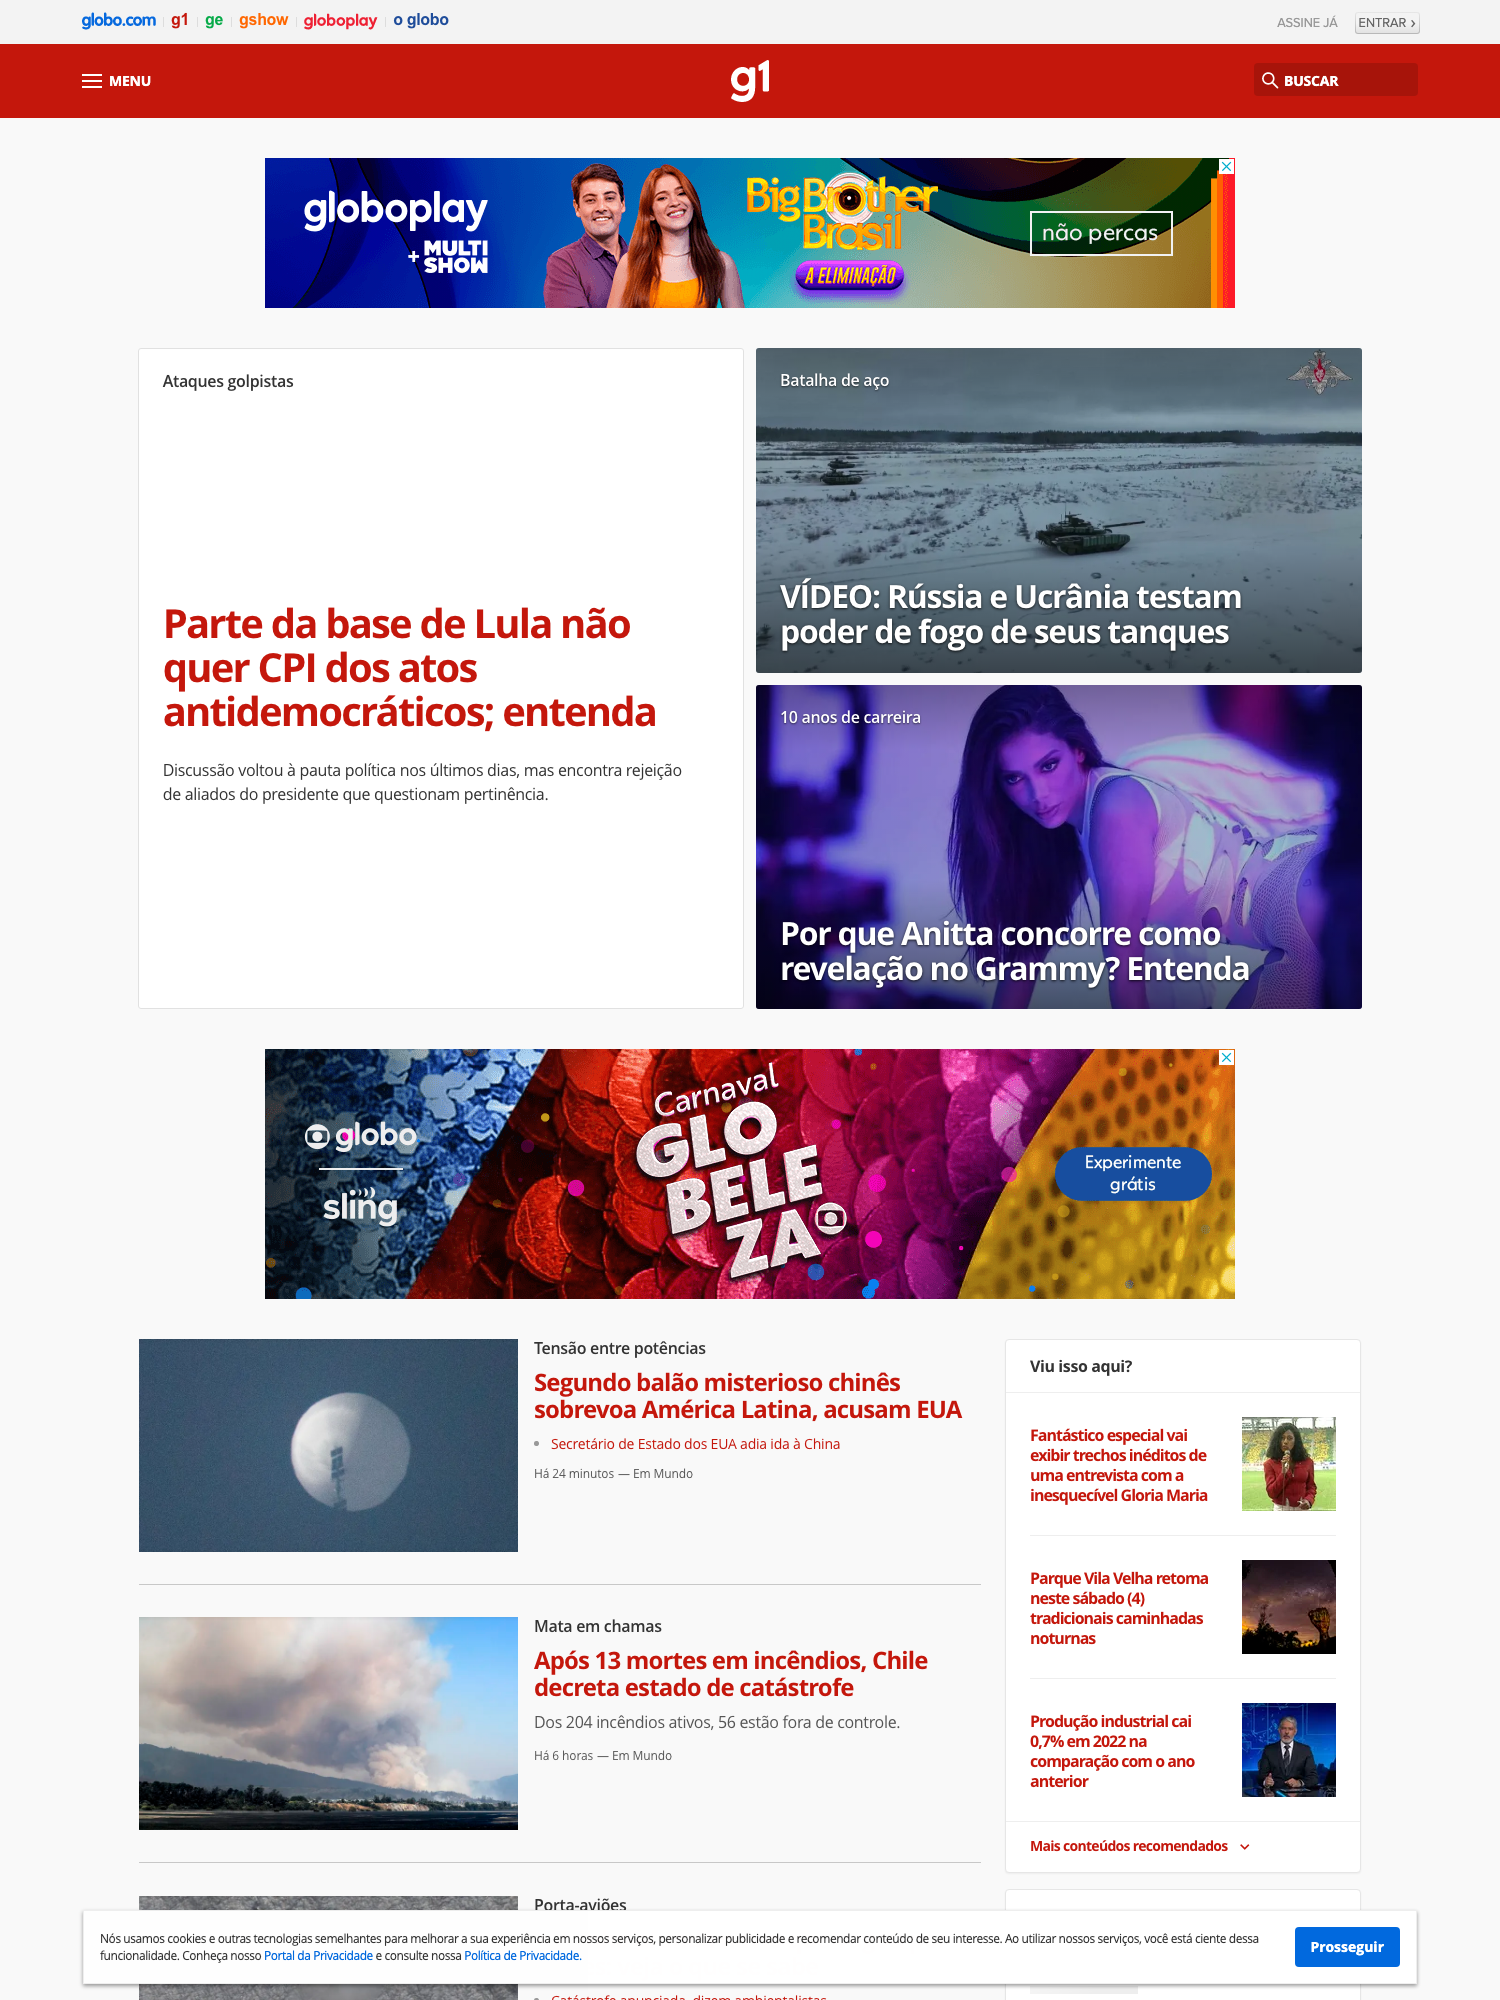 globo.com g1 ge gshow globoplay o globo
ASSINE JÁ ENTRAR ›
MENU
g1
BUSCAR
globoplay
+ MULTI
SHOW
Big Brother
Brasil
A ELIMINAÇÃO
não percas
Ataques golpistas
Parte da base de Lula não
quer CPI dos atos
antidemocráticos; entenda
Discussão voltou à pauta política nos últimos dias, mas encontra rejeição
de aliados do presidente que questionam pertinência.
Batalha de aço
VÍDEO: Rússia e Ucrânia testam
poder de fogo de seus tanques
10 anos de carreira
Por que Anitta concorre como
revelação no Grammy? Entenda
globo
sling
Carnaval
GLO
BELE
ZA
Experimente
grátis
Tensão entre potências
Segundo balão misterioso chinês
sobrevoa América Latina, acusam EUA
Secretário de Estado dos EUA adia ida à China
Há 24 minutos — Em Mundo
Mata em chamas
Após 13 mortes em incêndios, Chile
decreta estado de catástrofe
Dos 204 incêndios ativos, 56 estão fora de controle.
Há 6 horas — Em Mundo
Porta-aviões
Viu isso aqui?
Fantástico especial vai
exibir trechos inéditos de
uma entrevista com a
inesquecível Gloria Maria
Parque Vila Velha retoma
neste sábado (4)
tradicionais caminhadas
noturnas
Produção industrial cai
0,7% em 2022 na
comparação com o ano
anterior
Mais conteúdos recomendados
Nós usamos cookies e outras tecnologias semelhantes para melhorar a sua experiência em nossos serviços, personalizar publicidade e recomendar conteúdo de seu interesse. Ao utilizar nossos serviços, você está ciente dessa
funcionalidade. Conheça nosso Portal da Privacidade e consulte nossa Política de Privacidade.
Prosseguir
Catástrofe anunciada, dizem ambientalistas